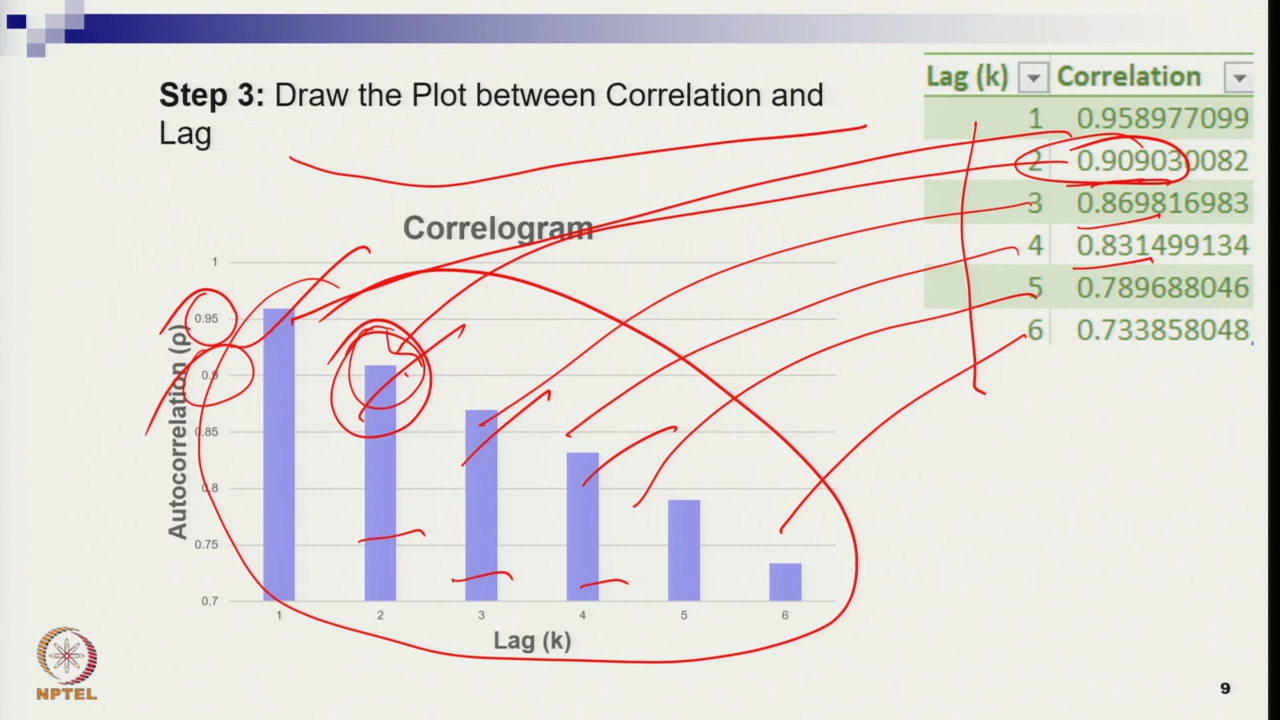 Step 3: Draw the Plot between Correlation and
Lag
Lag (k) Correlation
1 0.958977099
2 0.909030082
3 0.869816983
4 0.831499134
5 0.789688046
6 0.733858048
Correlogram
Autocorrelation (ρ)
1
0.95
0.9
0.85
0.8
0.75
0.7
1 2 3 4 5 6
Lag (k)
NPTEL
9